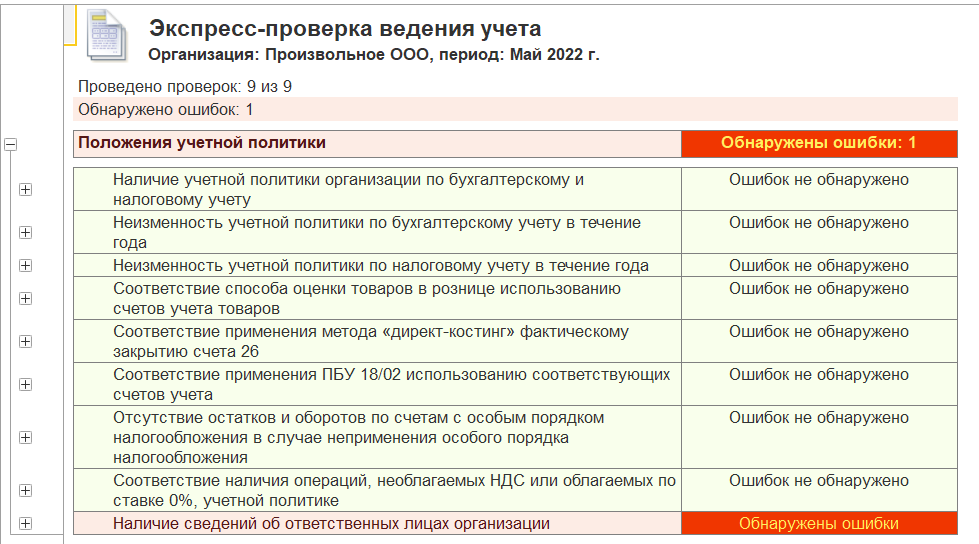 Экспресс-проверка ведения учета
Организация: Произвольное ООО, период: Май 2022 г.
Проведено проверок: 9 из 9
Обнаружено ошибок: 1
Положения учетной политики Обнаружены ошибки: 1
Наличие учетной политики организации по бухгалтерскому и Ошибок не обнаружено
налоговому учету
Неизменность учетной политики по бухгалтерскому учету в течение Ошибок не обнаружено
года
Неизменность учетной политики по налоговому учету в течение года Ошибок не обнаружено
Соответствие способа оценки товаров в рознице использованию Ошибок не обнаружено
счетов учета товаров
Соответствие применения метода «директ-костинг» фактическому Ошибок не обнаружено
закрытию счета 26
Соответствие применения ПБУ 18/02 использованию соответствующих Ошибок не обнаружено
счетов учета
Отсутствие остатков и оборотов по счетам с особым порядком Ошибок не обнаружено
налогообложения в случае неприменения особого порядка
налогообложения
Соответствие наличия операций, необлагаемых НДС или облагаемых по Ошибок не обнаружено
ставке 0%, учетной политике
Наличие сведений об ответственных лицах организации Обнаружены ошибки